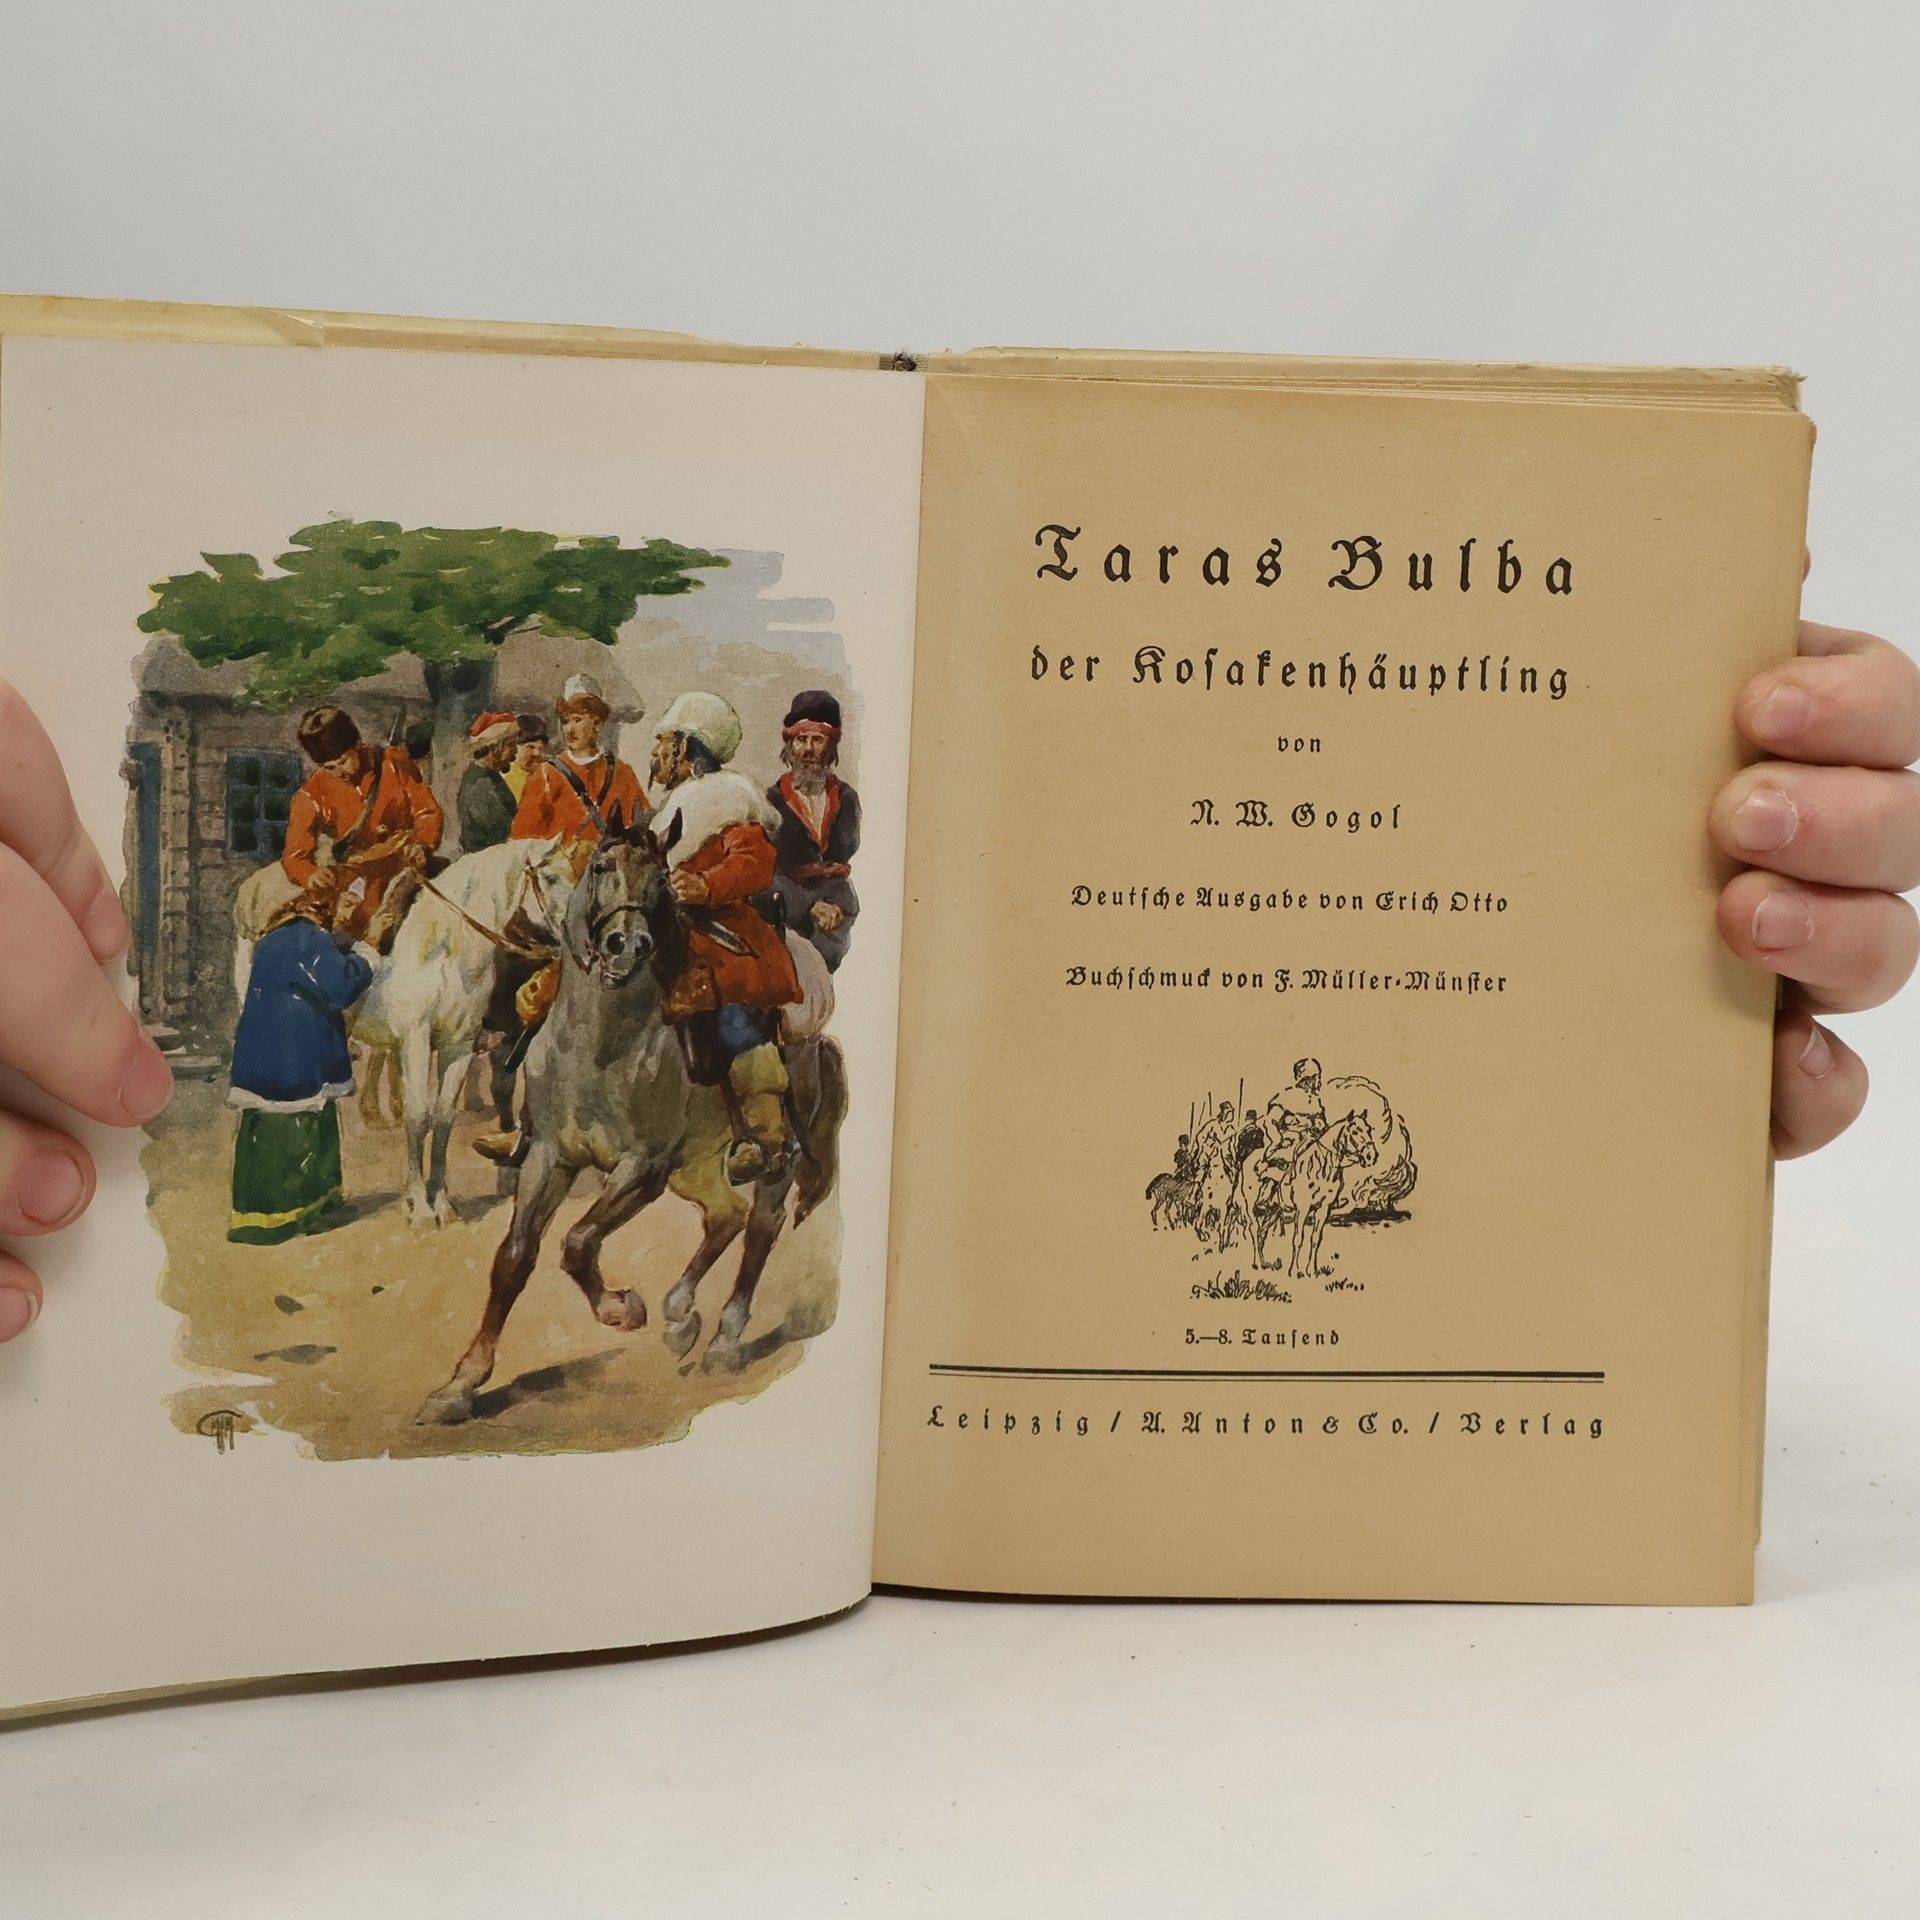 Taras Bulba
der Kosakenhäuptling
von
N. W. Gogol
Deutsche Ausgabe von Erich Otto
Buchschmuck von F. Müller-Münster
5.—8. Tausend
Leipzig / A. Anton & Co. / Verlag